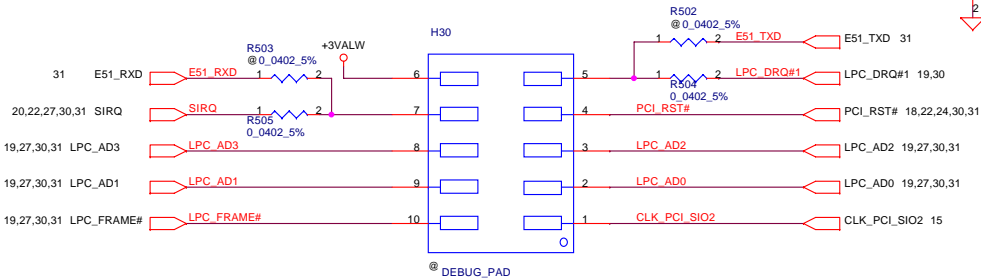 2
R502
@ 0_0402_5%
H30
1 2 E51_TXD E51_TXD 31
R503 +3VALW
@ 0_0402_5%
31 E51_RXD E51_RXD 1 2 6 5 1 2 LPC_DRQ#1 LPC_DRQ#1 19,30
R504
0_0402_5%
20,22,27,30,31 SIRQ SIRQ 1 2 7 4 PCI_RST# PCI_RST# 18,22,24,30,31
R505
0_0402_5%
19,27,30,31 LPC_AD3 LPC_AD3 8 3 LPC_AD2 LPC_AD2 19,27,30,31
19,27,30,31 LPC_AD1 LPC_AD1 9 2 LPC_AD0 LPC_AD0 19,27,30,31
19,27,30,31 LPC_FRAME# LPC_FRAME# 10 1 CLK_PCI_SIO2 CLK_PCI_SIO2 15
@ DEBUG_PAD